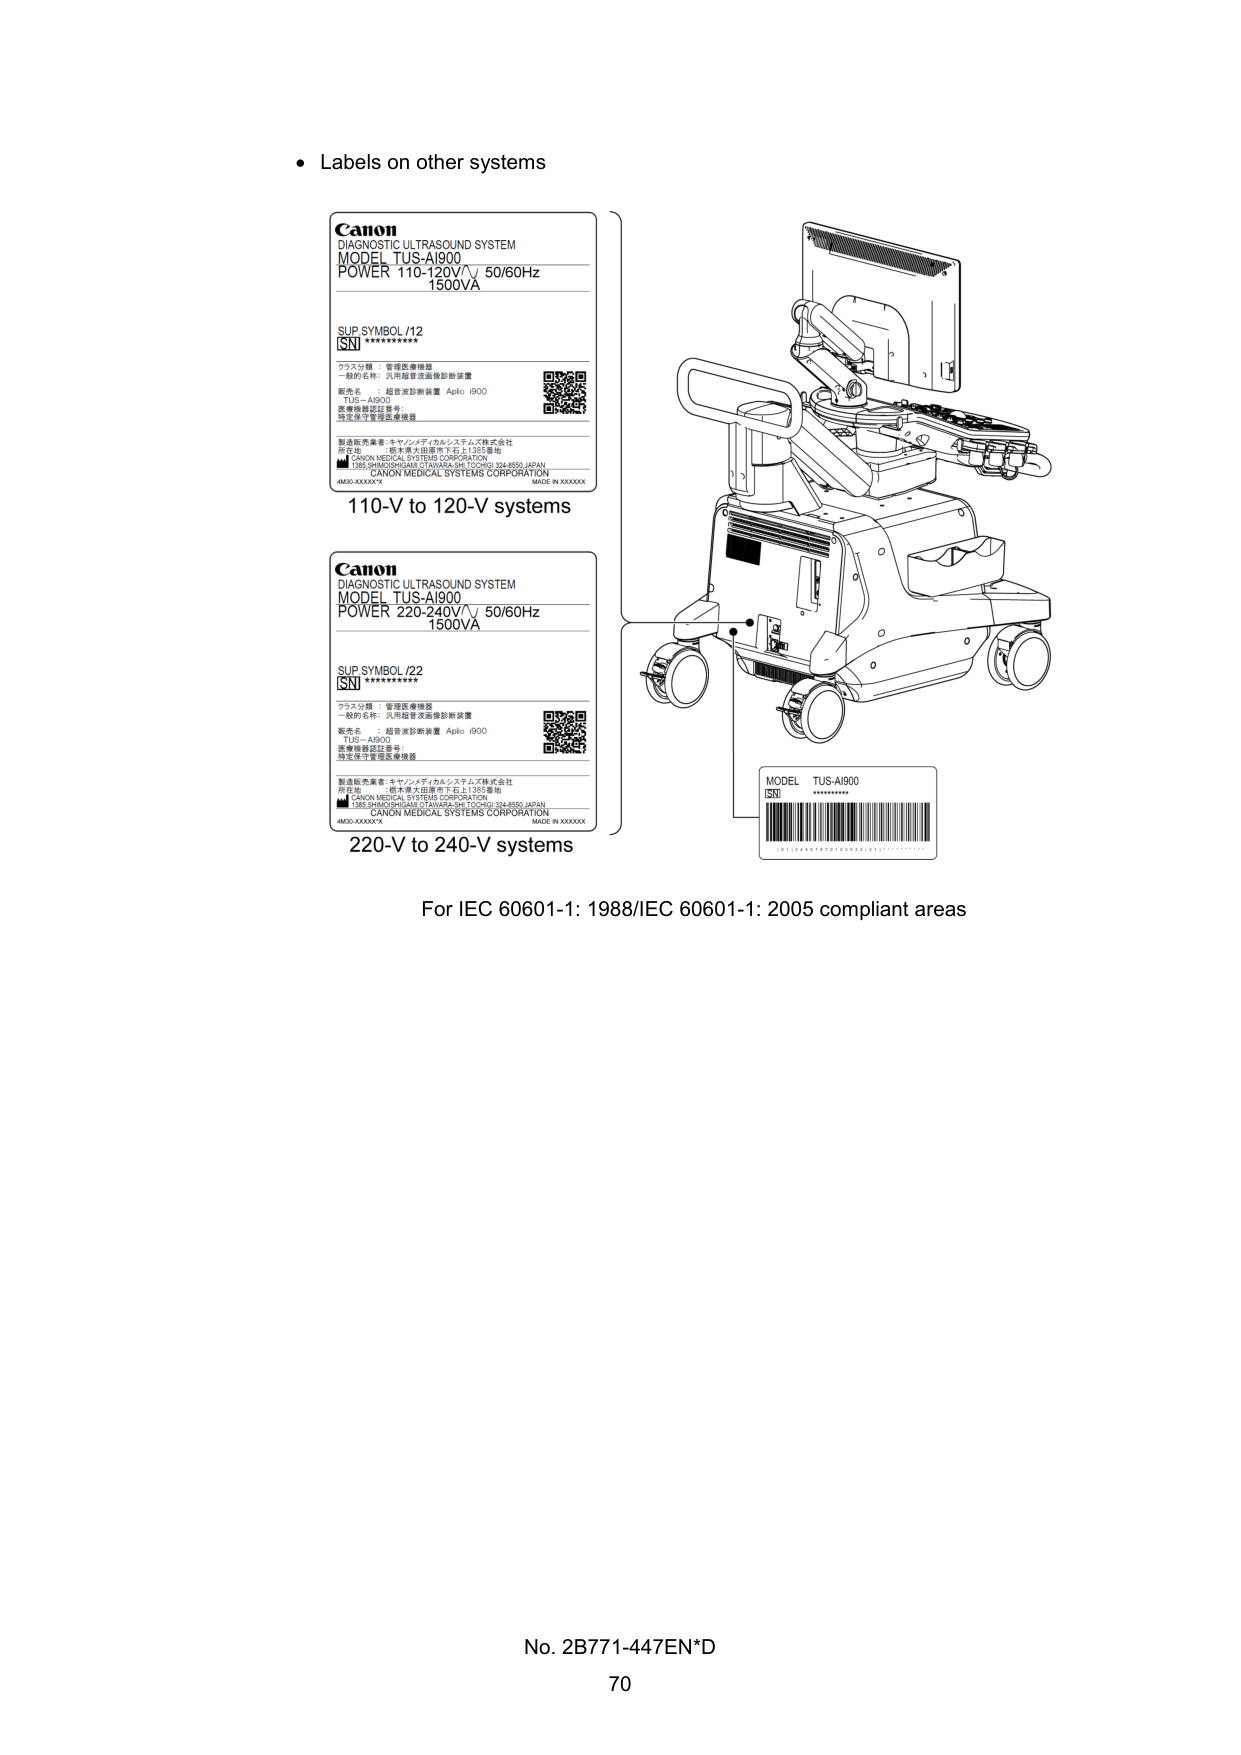 • Labels on other systems
Canon
DIAGNOSTIC ULTRASOUND SYSTEM
MODEL TUS-AI900
POWER 110-120V 50/60Hz
1500VA
SUP.SYMBOL /12
SN **********
クラス分類 : 管理医療機器
一般的名称: 汎用超音波画像診断装置
販売名 : 超音波診断装置 Aplio i900
TUS-AI900
医療機器認証番号:
特定保守管理医療機器
製造販売業者:キヤノンメディカルシステムズ株式会社
所在地 :栃木県大田原市下石上1385番地
CANON MEDICAL SYSTEMS CORPORATION
1385,SHIMOISHIGAMI,OTAWARA-SHI,TOCHIGI 324-8550,JAPAN
CANON MEDICAL SYSTEMS CORPORATION
4M30-XXXXX*X MADE IN XXXXXX
110-V to 120-V systems
Canon
DIAGNOSTIC ULTRASOUND SYSTEM
MODEL TUS-AI900
POWER 220-240V 50/60Hz
1500VA
SUP.SYMBOL /22
SN **********
クラス分類 : 管理医療機器
一般的名称: 汎用超音波画像診断装置
販売名 : 超音波診断装置 Aplio i900
TUS-AI900
医療機器認証番号:
特定保守管理医療機器
製造販売業者:キヤノンメディカルシステムズ株式会社
所在地 :栃木県大田原市下石上1385番地
CANON MEDICAL SYSTEMS CORPORATION
1385,SHIMOISHIGAMI,OTAWARA-SHI,TOCHIGI 324-8550,JAPAN
CANON MEDICAL SYSTEMS CORPORATION
4M30-XXXXX*X MADE IN XXXXXX
220-V to 240-V systems
MODEL TUS-AI900
SN **********
For IEC 60601-1: 1988/IEC 60601-1: 2005 compliant areas
No. 2B771-447EN*D
70